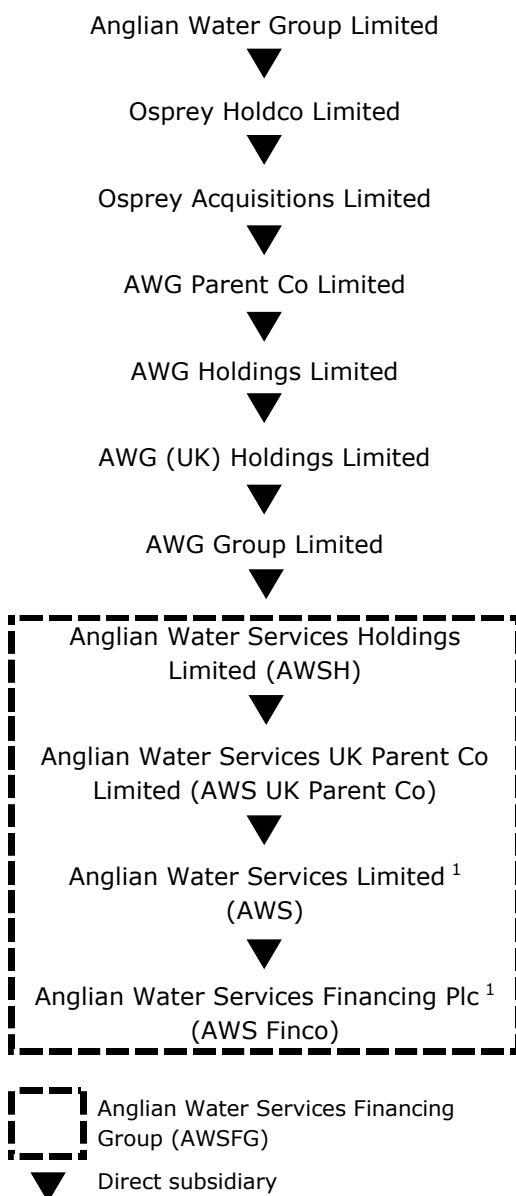 Anglian Water Group Limited
Osprey Holdco Limited
Osprey Acquisitions Limited
AWG Parent Co Limited
AWG Holdings Limited
AWG (UK) Holdings Limited
AWG Group Limited
Anglian Water Services Holdings
Limited (AWSH)
Anglian Water Services UK Parent Co
Limited (AWS UK Parent Co)
Anglian Water Services Limited ¹
(AWS)
Anglian Water Services Financing Plc ¹
(AWS Finco)
Anglian Water Services Financing
Group (AWSFG)
Direct subsidiary